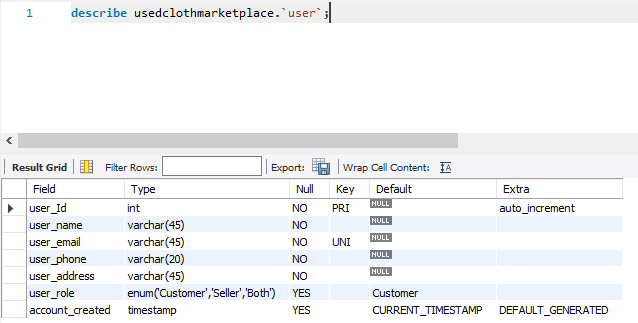 1 describe usedclothmarketplace.`user`;
Result Grid Filter Rows: Export: Wrap Cell Content: IA
Field Type Null Key Default Extra
user_Id int NO PRI NULL auto_increment
user_name varchar(45) NO NULL
user_email varchar(45) NO UNI NULL
user_phone varchar(20) NO NULL
user_address varchar(45) NO NULL
user_role enum('Customer','Seller','Both') YES Customer
account_created timestamp YES CURRENT_TIMESTAMP DEFAULT_GENERATED